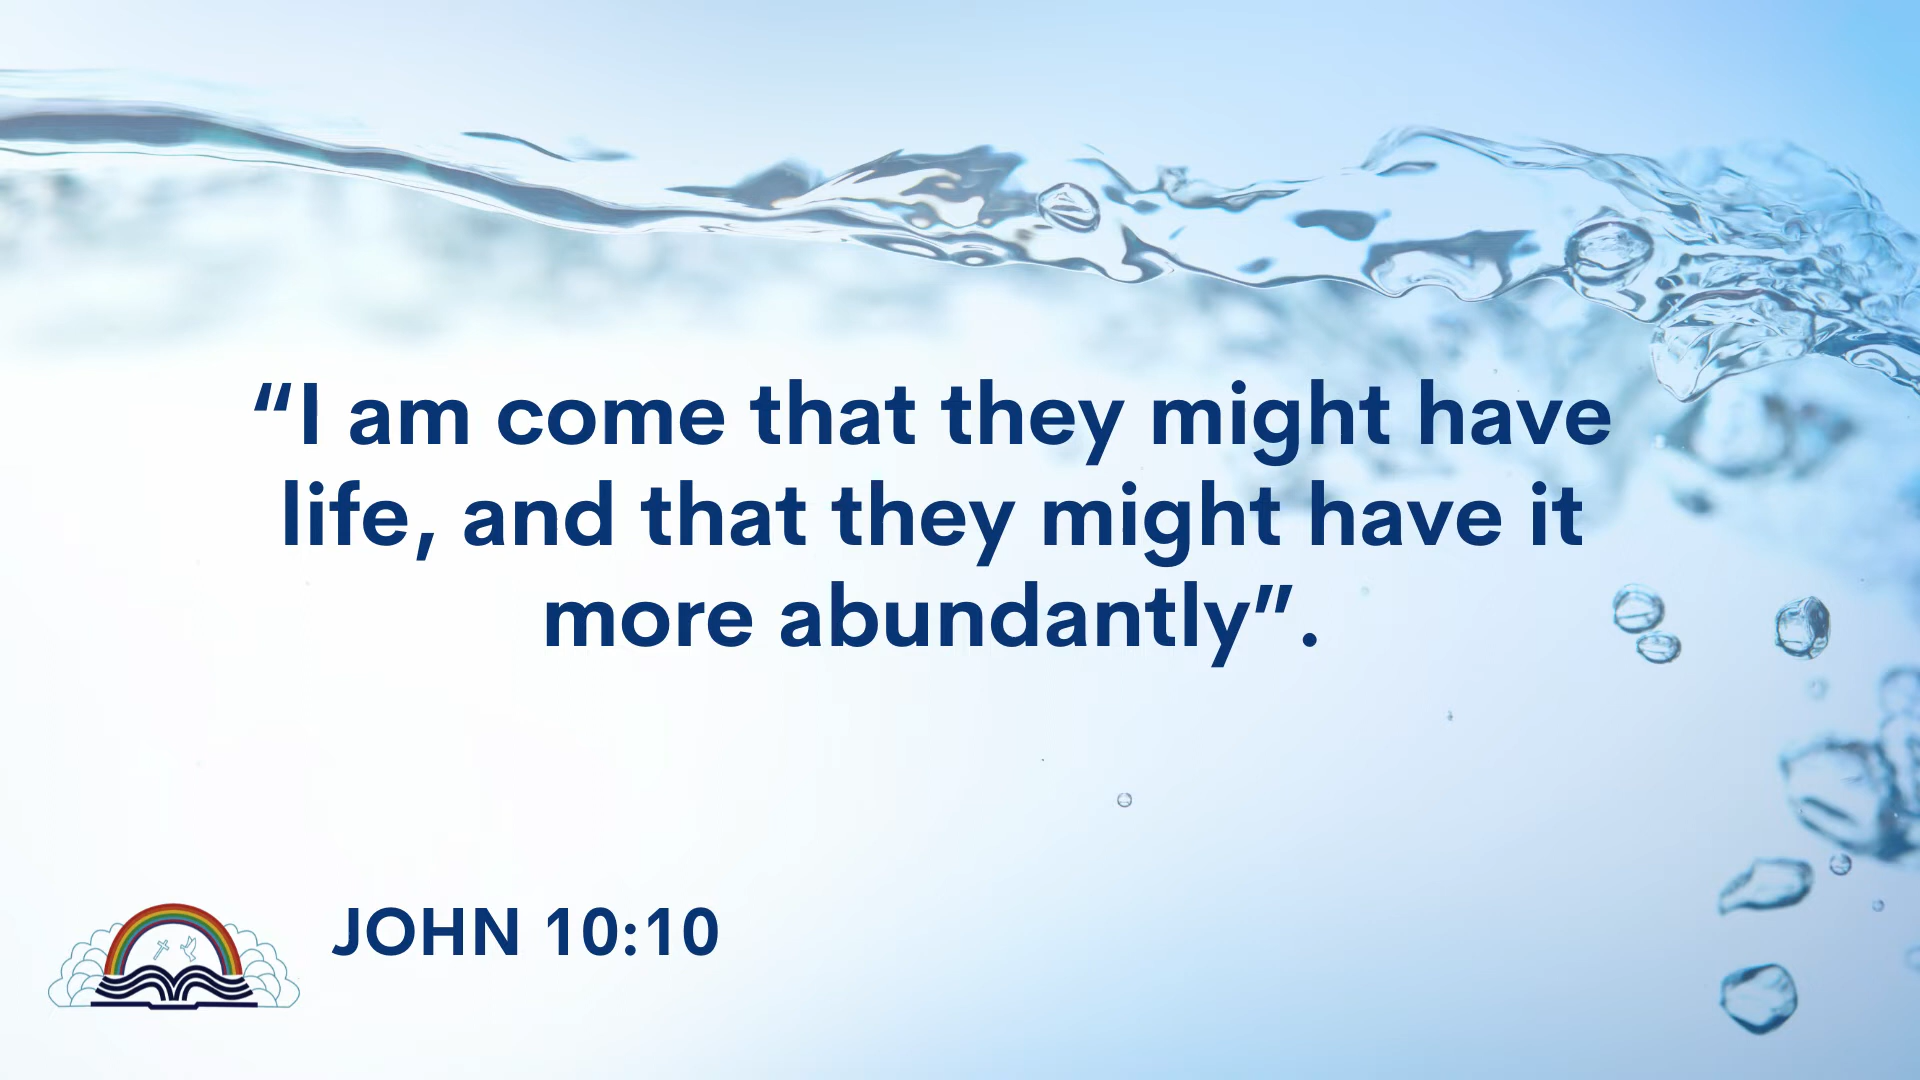 “I am come that they might have
life, and that they might have it
more abundantly”.
JOHN 10:10